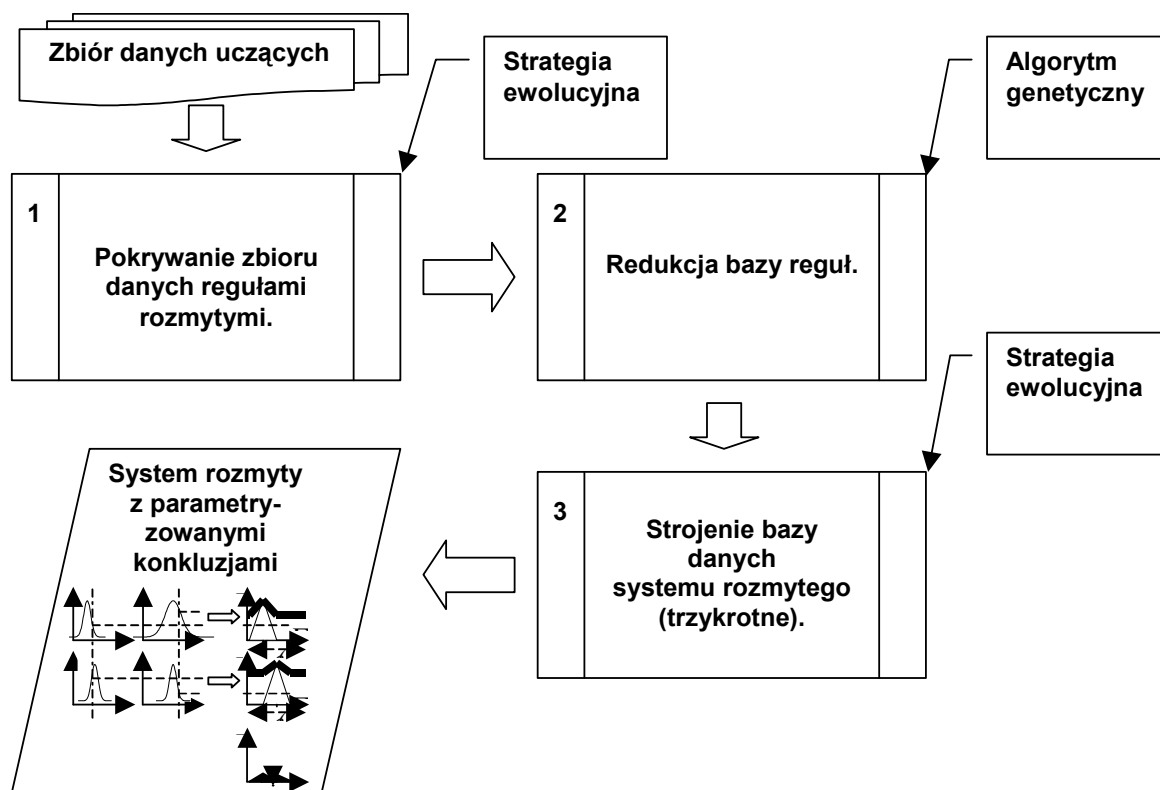 Zbiór danych uczących
Strategia
ewolucyjna
Algorytm
genetyczny
1
Pokrywanie zbioru
danych regułami
rozmytymi.
2
Redukcja bazy reguł.
Strategia
ewolucyjna
3
Strojenie bazy
danych
systemu rozmytego
(trzykrotne).
System rozmyty
z parametry-
zowanymi
konkluzjami